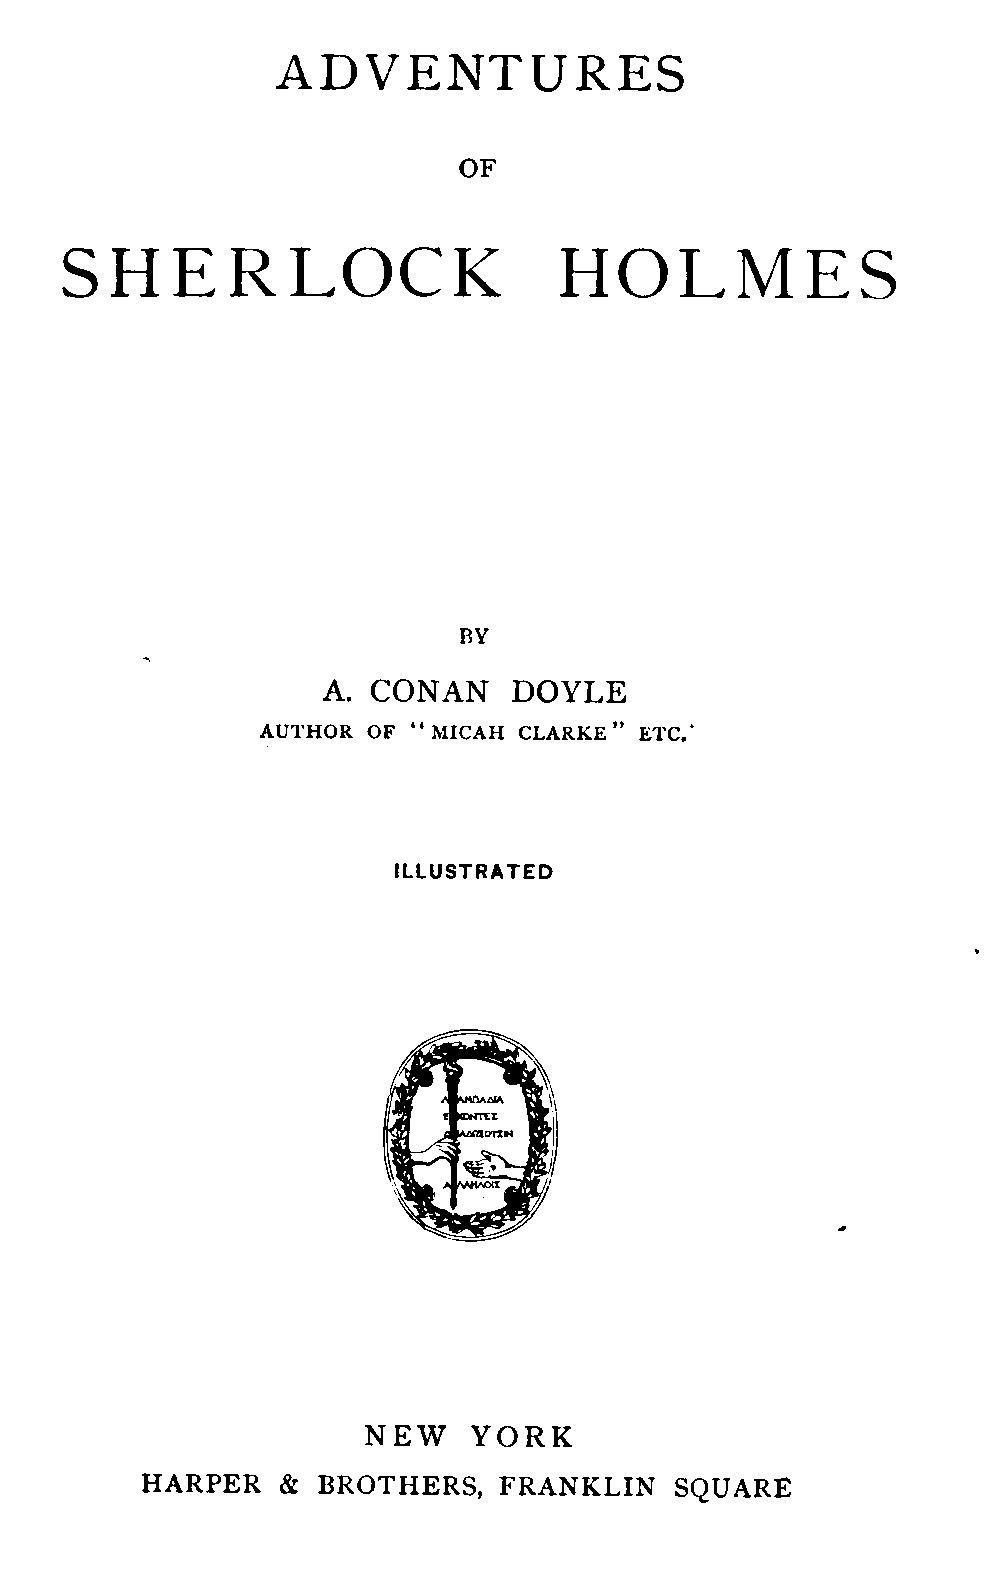 ADVENTURES
OF
SHERLOCK HOLMES
BY
A. CONAN DOYLE
AUTHOR OF "MICAH CLARKE" ETC.
ILLUSTRATED
NEW YORK
HARPER & BROTHERS, FRANKLIN SQUARE